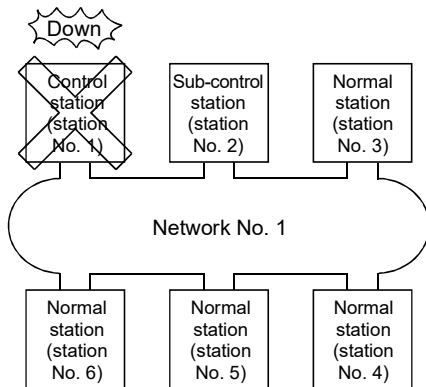 Down
Control
station
(station
No. 1)
Sub-control
station
(station
No. 2)
Normal
station
(station
No. 3)
Network No. 1
Normal
station
(station
No. 6)
Normal
station
(station
No. 5)
Normal
station
(station
No. 4)